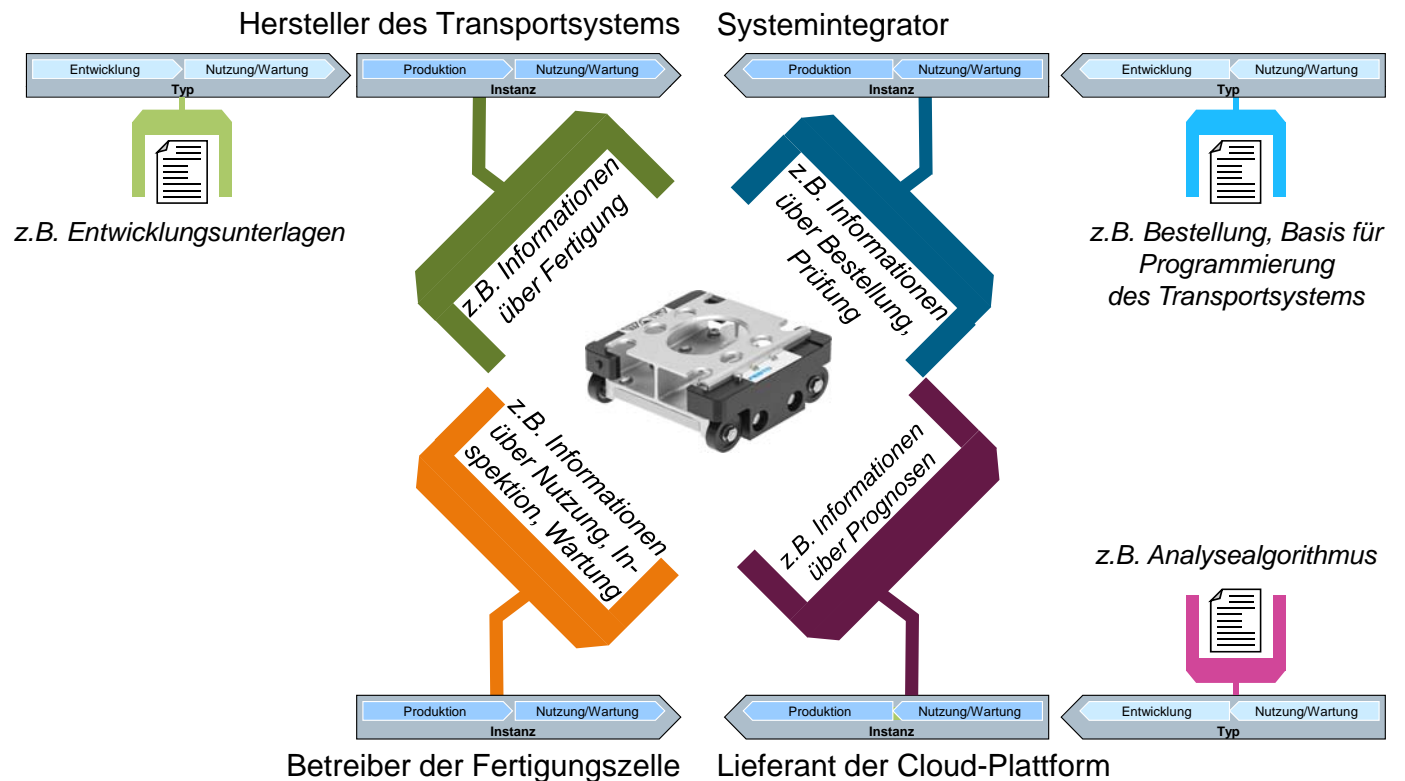 Hersteller des Transportsystems
Systemintegrator
Entwicklung
Nutzung/Wartung
Typ
Produktion
Nutzung/Wartung
Instanz
Produktion
Nutzung/Wartung
Instanz
Entwicklung
Nutzung/Wartung
Typ
z.B. Entwicklungsunterlagen
z.B. Informationen
über Fertigung
z.B. Informationen
über Bestellung,
Prüfung
z.B. Bestellung, Basis für
Programmierung
des Transportsystems
z.B. Informationen
über Nutzung, In-
spektion, Wartung
z.B. Informationen
über Prognosen
z.B. Analysealgorithmus
Produktion
Nutzung/Wartung
Instanz
Produktion
Nutzung/Wartung
Instanz
Entwicklung
Nutzung/Wartung
Typ
Betreiber der Fertigungszelle
Lieferant der Cloud-Plattform